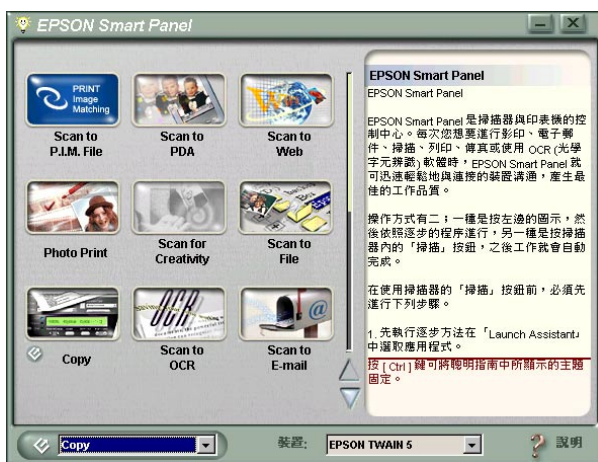 EPSON Smart Panel
PRINT
Image
Matching
Scan to
P.I.M. File
Scan to
PDA
Scan to
Web
Photo Print
Scan for
Creativity
Scan to
File
Copy
Scan to
OCR
Scan to
E-mail
EPSON Smart Panel
EPSON Smart Panel
EPSON Smart Panel 是掃描器與印表機的控
制中心。每次您想要進行影印、電子郵
件、掃描、列印、傳真或使用 OCR (光學
字元辨識) 軟體時，EPSON Smart Panel 就
可迅速輕鬆地與連接的裝置溝通，產生最
佳的工作品質。
操作方式有二；一種是按左邊的圖示，然
後依照逐步的程序進行，另一種是按掃描
器內的「掃描」按鈕，之後工作就會自動
完成。
在使用掃描器的「掃描」按鈕前，必須先
進行下列步驟。
1. 先執行逐步方法在「Launch Assistant」
中選取應用程式。
按 [ Ctrl ] 鍵可將聰明指南中所顯示的主題
固定。
Copy
裝置:
EPSON TWAIN 5
說明